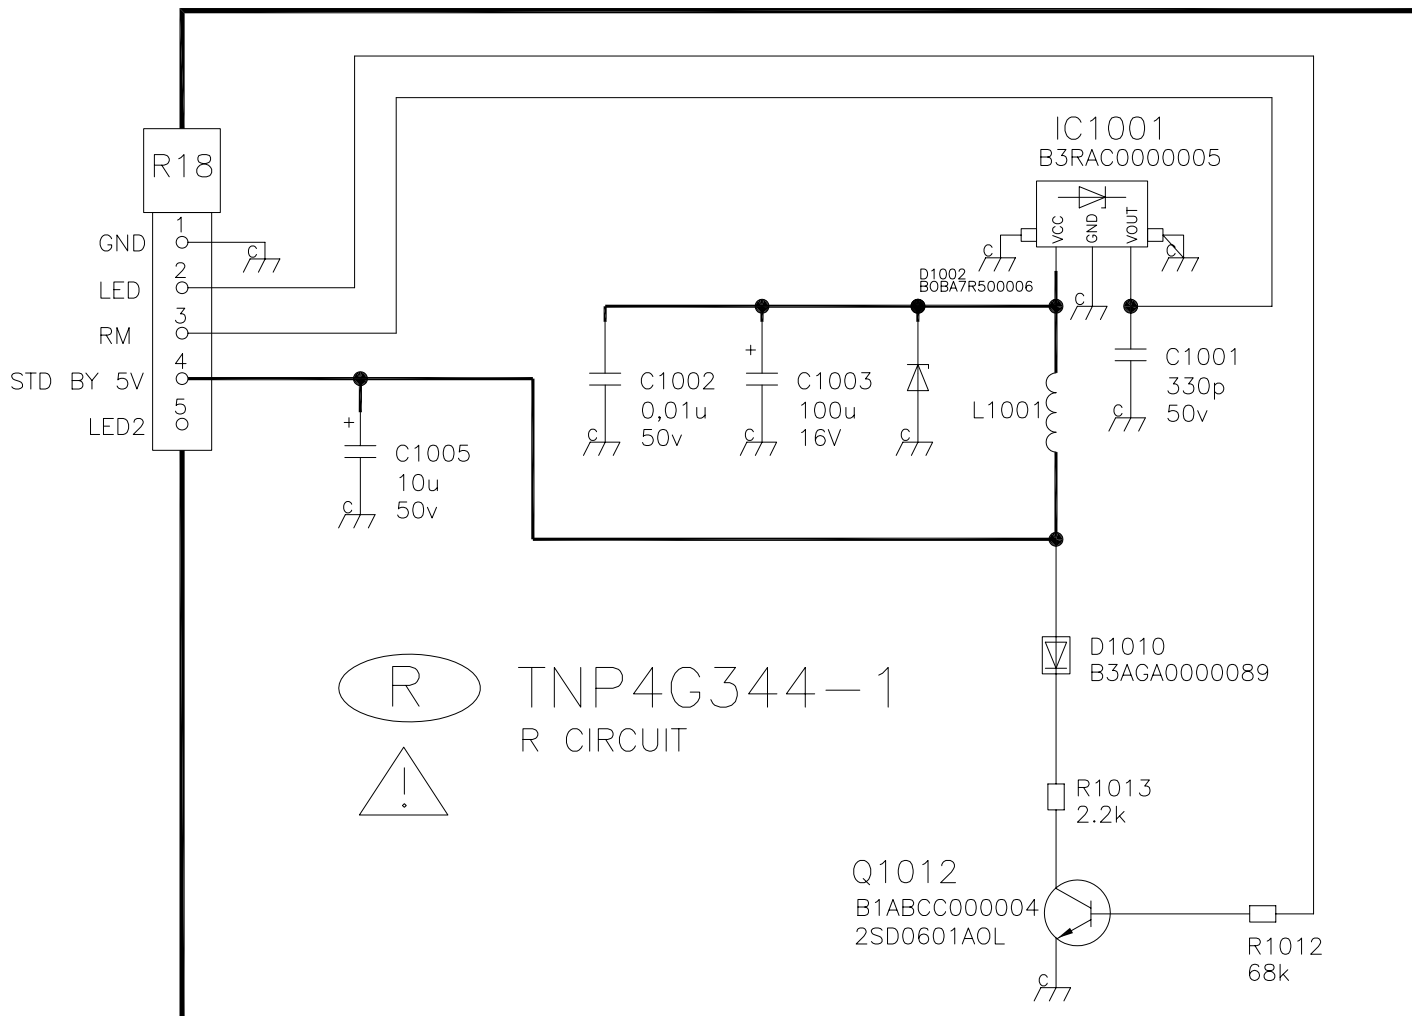 IC1001
B3RAC0000005
R18
VCC
GND
VOUT
1
GND
C
C
C
2
LED
D1002
B0BA7R500006
C
3
RM
4
STD BY 5V
+
C1001
330p
50v
C
C1002
0,01u
50v
C
+
C1003
100u
16V
C
C
L1001
5
LED2
+
C1005
10u
50v
C
D1010
B3AGA0000089
R
TNP4G344-1
R CIRCUIT
!
R1013
2.2k
Q1012
B1ABCC000004
2SD0601AOL
R1012
68k
C